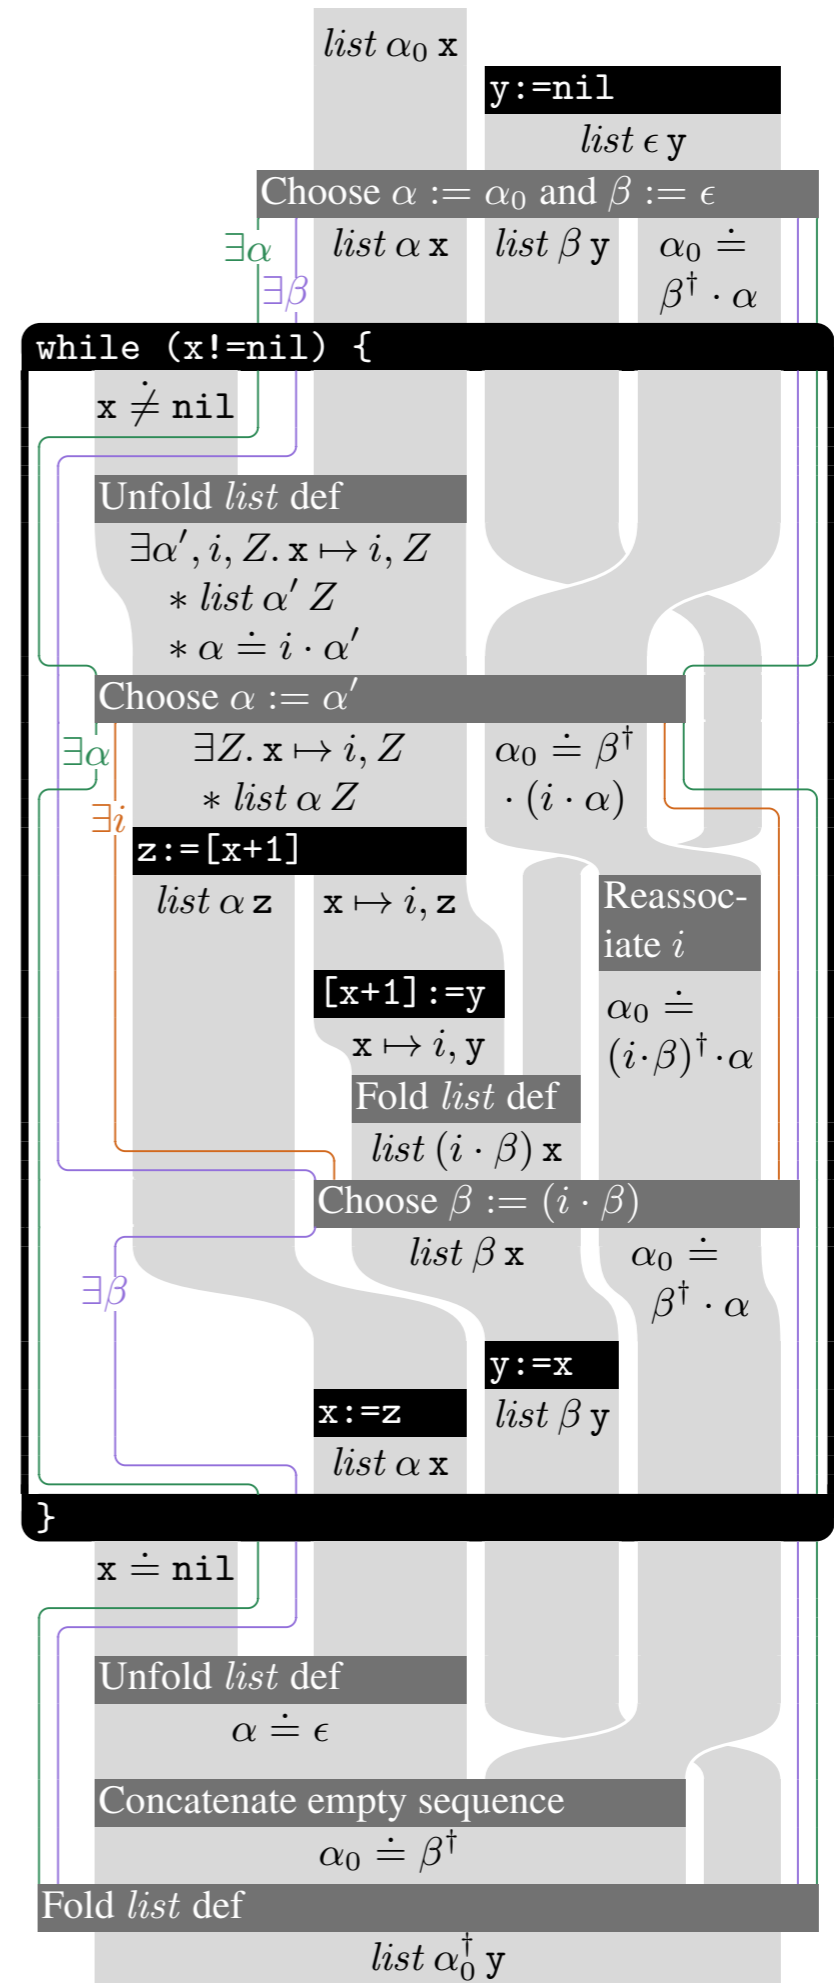 list α₀ x
y:=nil
list ϵ y
Choose α := α₀ and β := ϵ
∃α
list α x
list β y
α₀ ≐
∃β
β† · α
while (x!=nil) {
x ≠̇ nil
Unfold list def
∃α′, i, Z. x ↦ i, Z
∗ list α′ Z
∗ α ≐ i · α′
Choose α := α′
∃α
∃Z. x ↦ i, Z
α₀ ≐ β†
∃i
∗ list α Z
· (i · α)
z:=[x+1]
list α z
x ↦ i, z
Reassoc-
iate i
[x+1]:=y
α₀ ≐
x ↦ i, y
(i·β)†·α
Fold list def
list (i · β) x
Choose β := (i · β)
list β x
α₀ ≐
∃β
β† · α
y:=x
x:=z
list β y
list α x
}
x ≐ nil
Unfold list def
α ≐ ϵ
Concatenate empty sequence
α₀ ≐ β†
Fold list def
list α₀† y